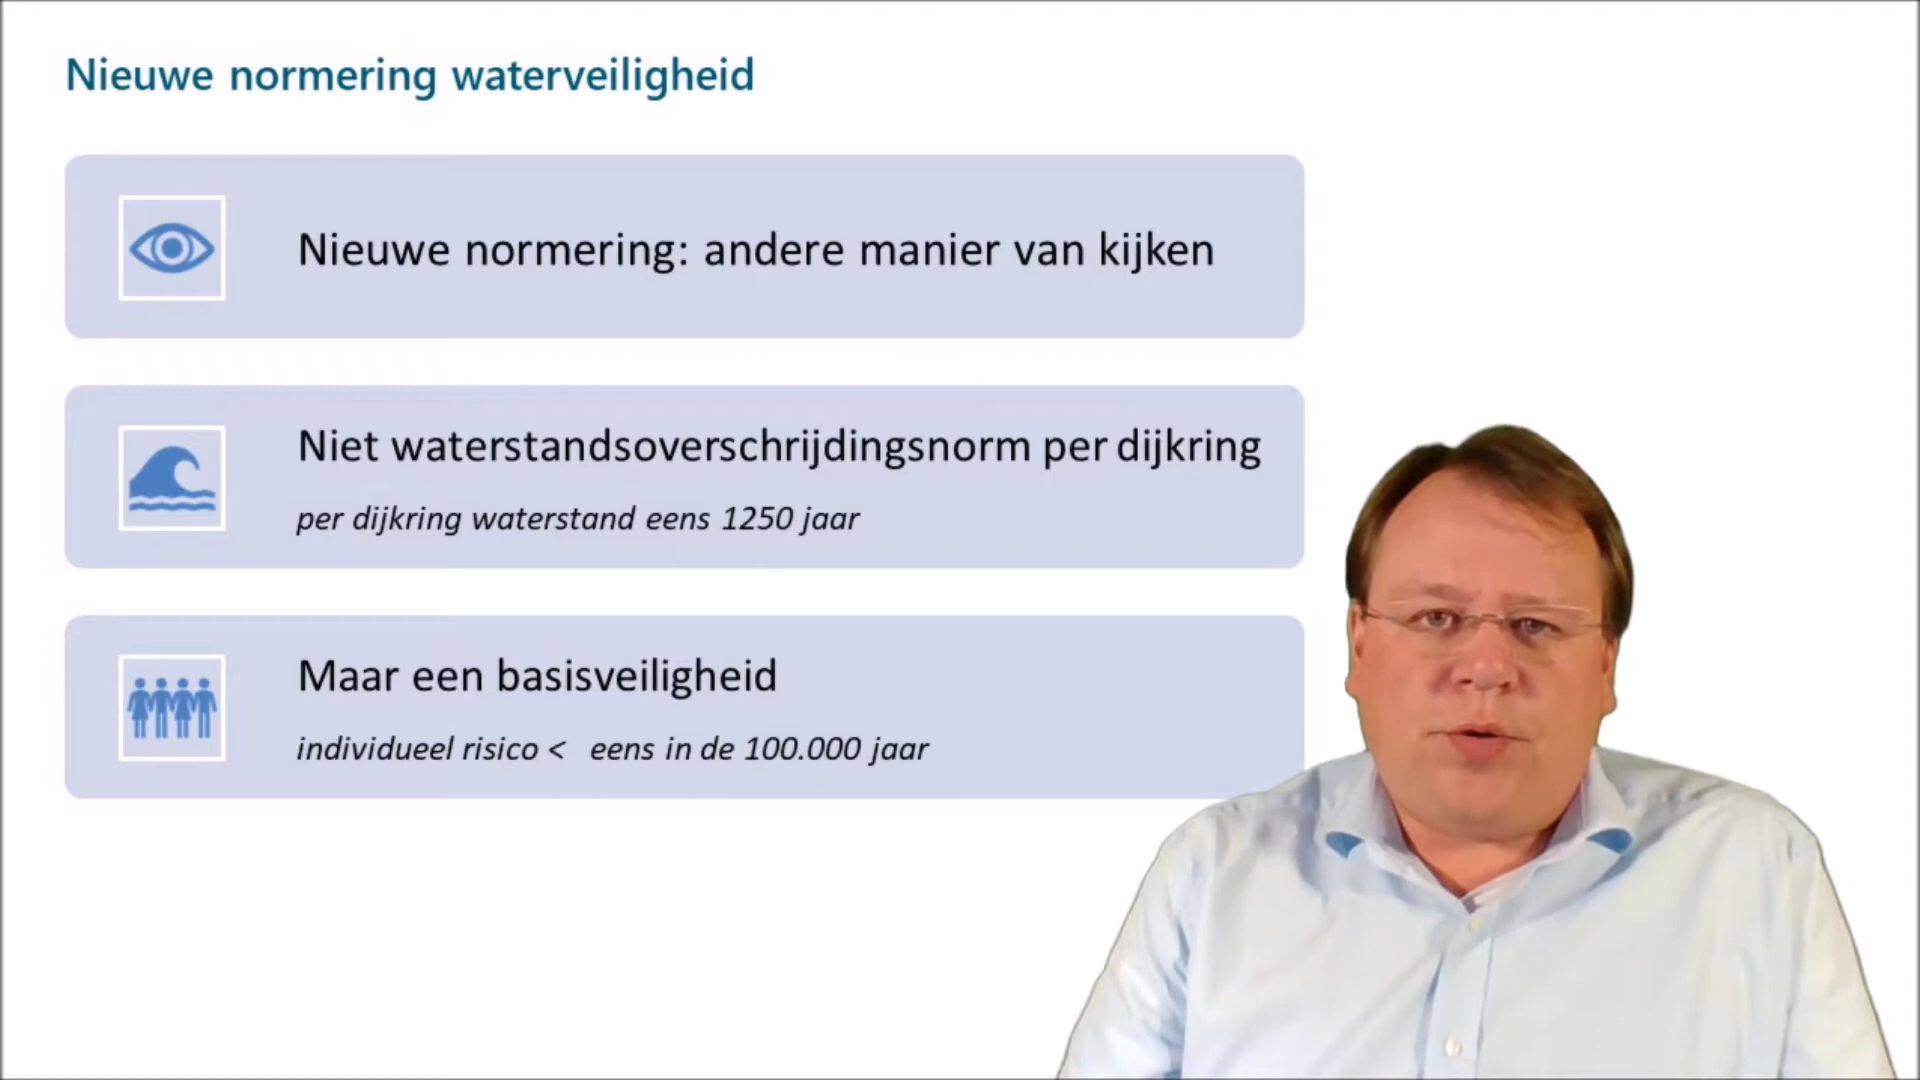 Nieuwe normering waterveiligheid
Nieuwe normering: andere manier van kijken
Niet waterstandsoverschrijdingsnorm per dijkring
per dijkring waterstand eens 1250 jaar
Maar een basisveiligheid
individueel risico < eens in de 100.000 jaar